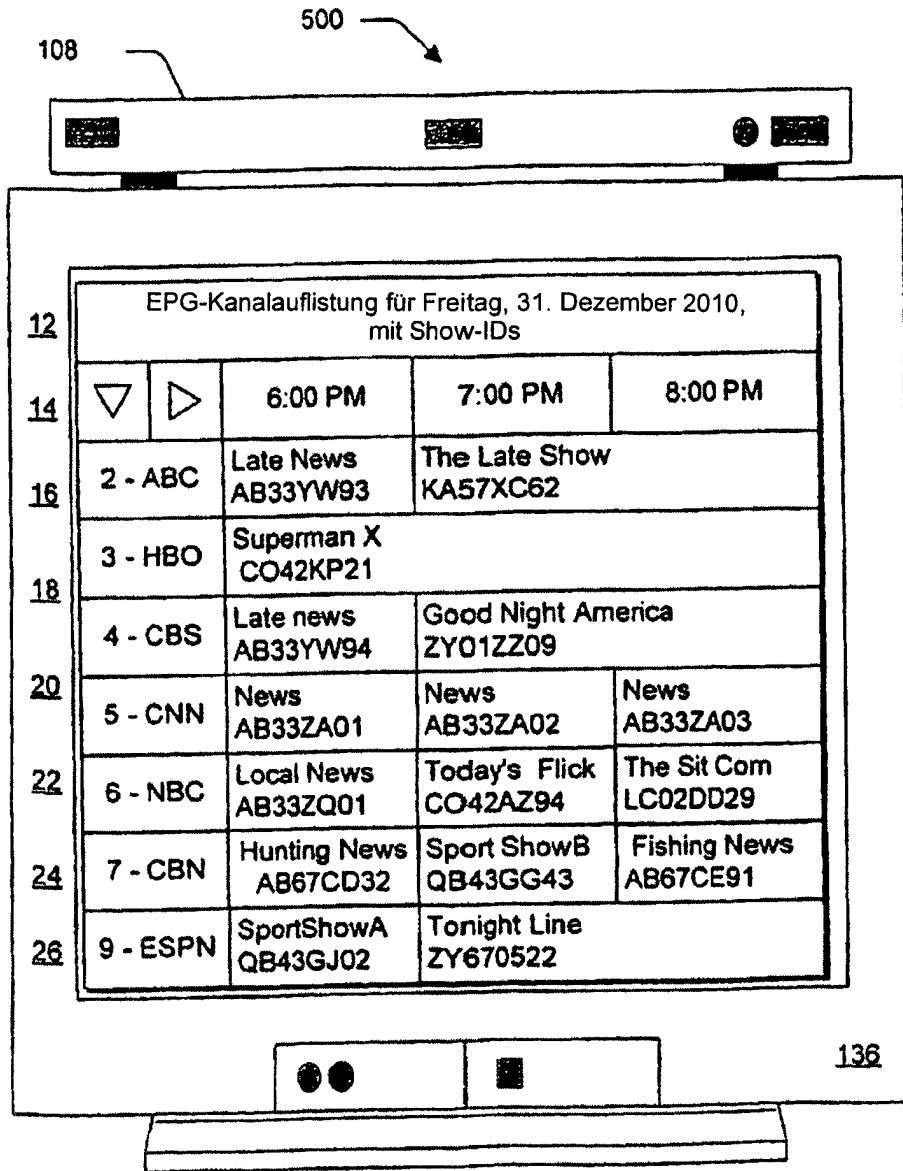 500
108
EPG-Kanalauflistung für Freitag, 31. Dezember 2010,
mit Show-IDs
12
14
6:00 PM
7:00 PM
8:00 PM
16
2 - ABC
Late News
AB33YW93
The Late Show
KA57XC62
3 - HBO
Superman X
CO42KP21
18
4 - CBS
Late news
AB33YW94
Good Night America
ZY01ZZ09
20
5 - CNN
News
AB33ZA01
News
AB33ZA02
News
AB33ZA03
22
6 - NBC
Local News
AB33ZQ01
Today's Flick
CO42AZ94
The Sit Com
LC02DD29
24
7 - CBN
Hunting News
AB67CD32
Sport ShowB
QB43GG43
Fishing News
AB67CE91
26
9 - ESPN
SportShowA
QB43GJ02
Tonight Line
ZY670522
136